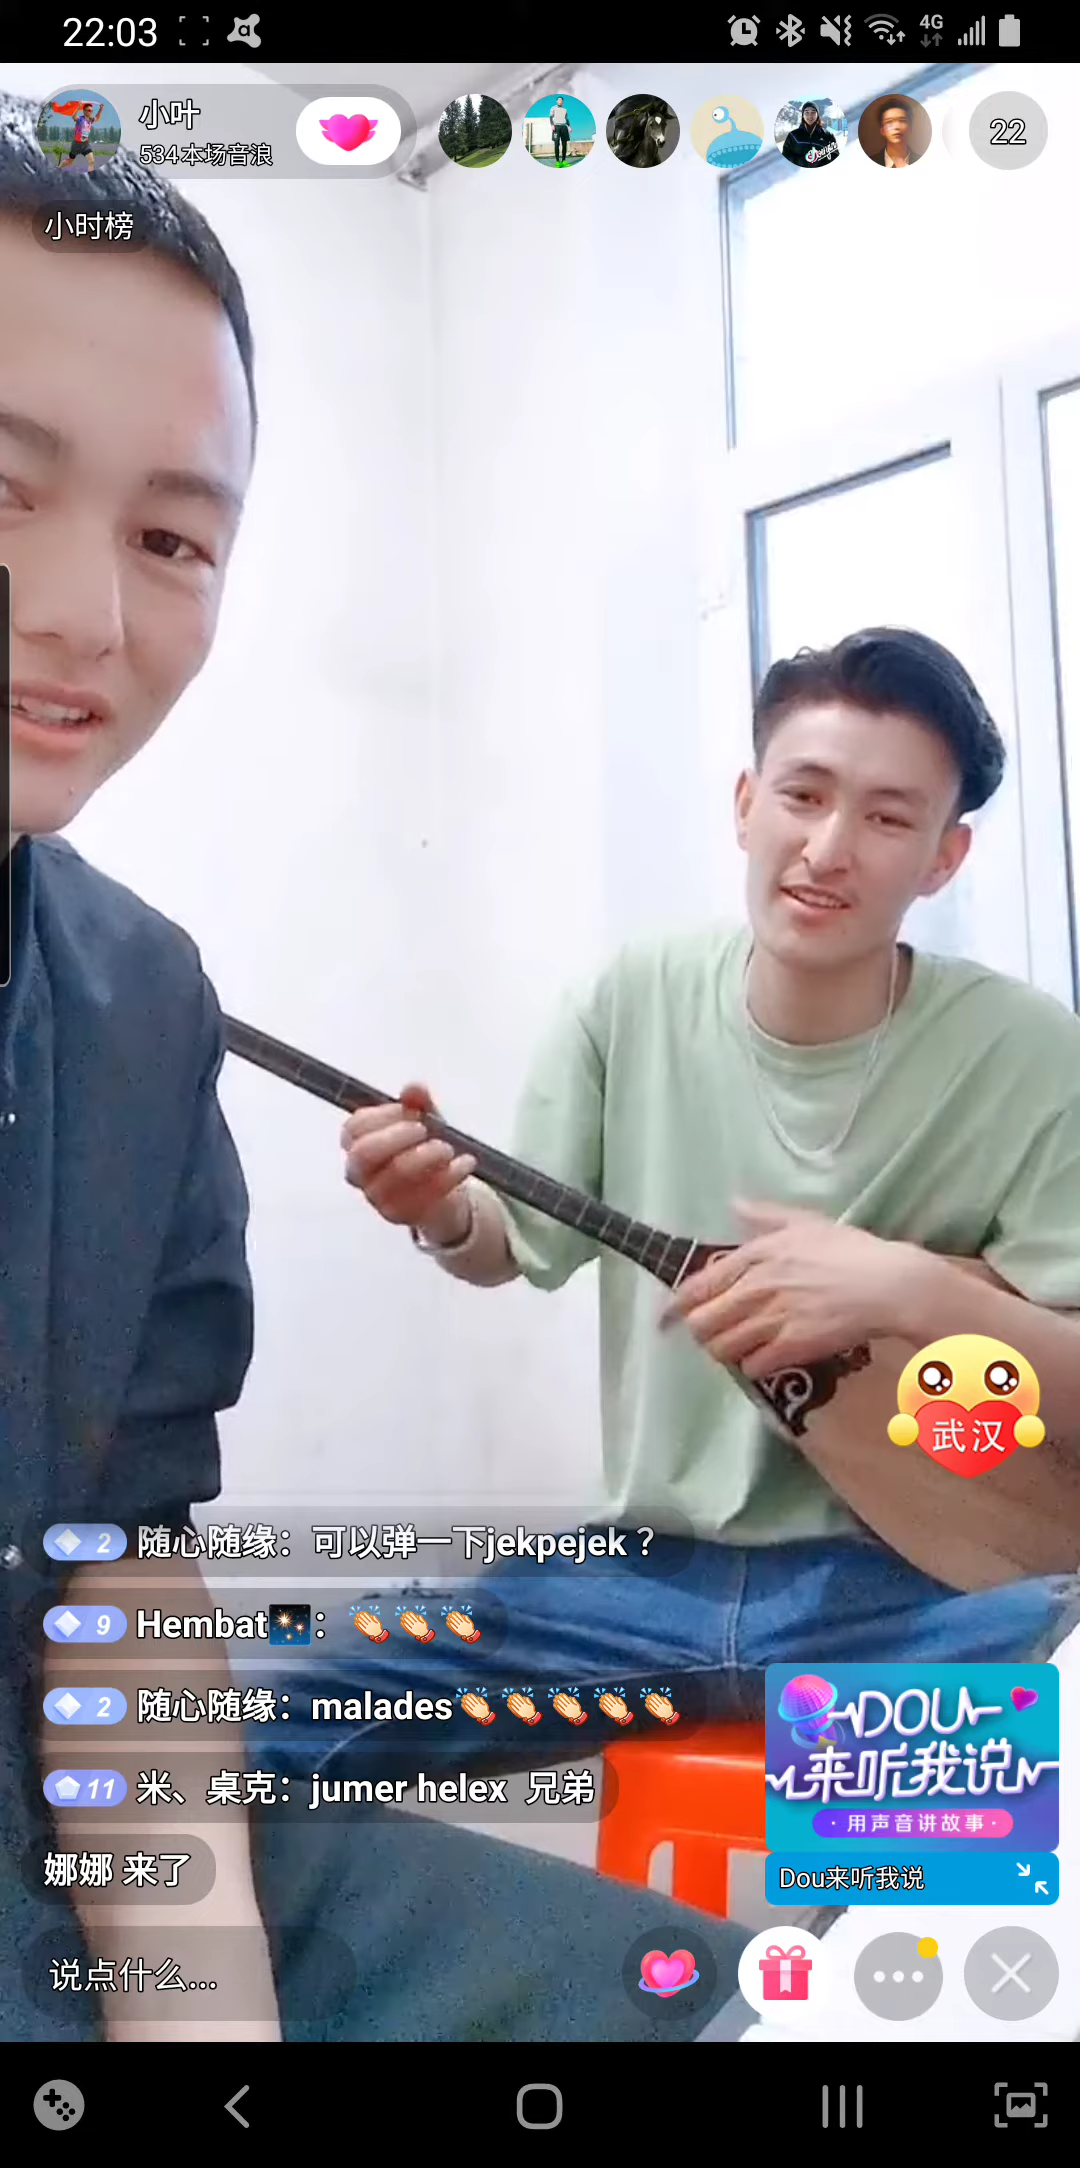 22:03
4G
小叶
534本场音浪
22
小时榜
武汉
2 随心随缘：可以弹一下jekpejek？
9 Hembat🎇：👏🏻👏🏻👏🏻
2 随心随缘：malades👏🏻👏🏻👏🏻👏🏻👏🏻
11 米、桌克：jumer helex 兄弟
娜娜 来了
DOU
来听我说
·用声音讲故事·
Dou来听我说
说点什么...